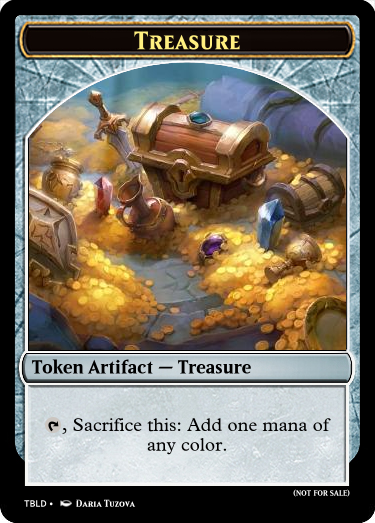 Treasure
Token Artifact — Treasure
, Sacrifice this: Add one mana of
any color.
(NOT FOR SALE)
TBLD • Daria Tuzova